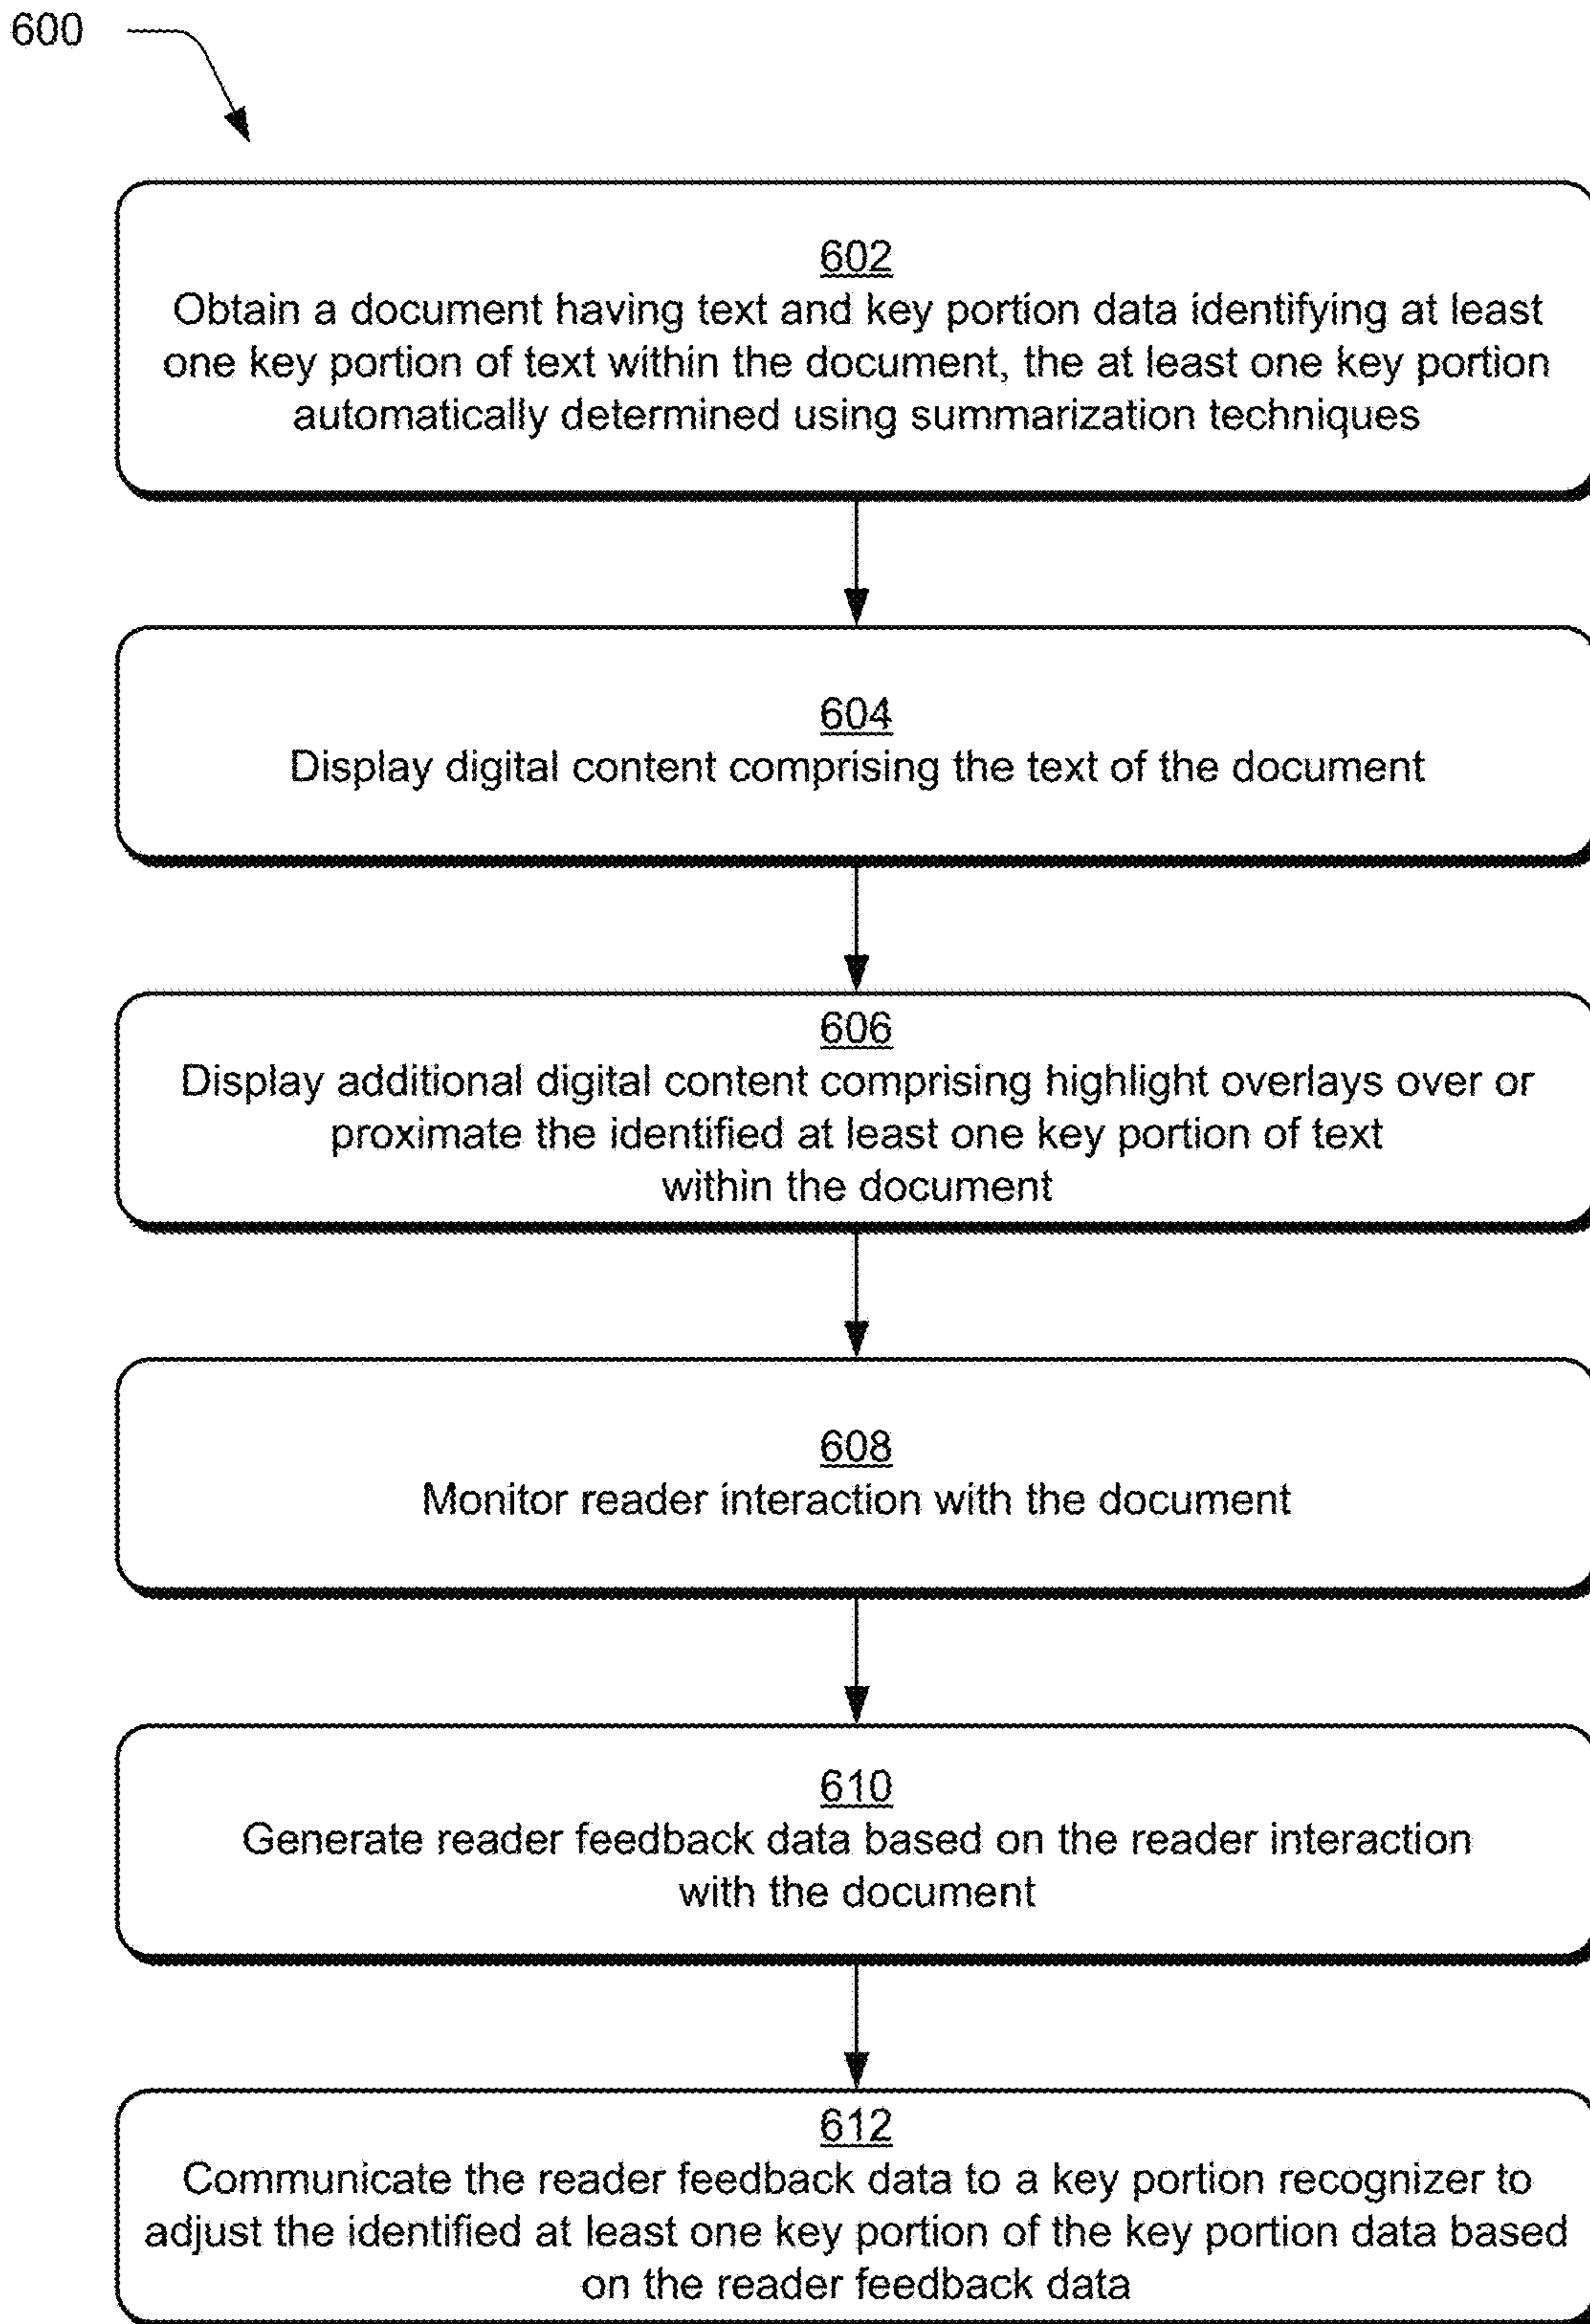 600
602
Obtain a document having text and key portion data identifying at least
one key portion of text within the document, the at least one key portion
automatically determined using summarization techniques
604
Display digital content comprising the text of the document
606
Display additional digital content comprising highlight overlays over or
proximate the identified at least one key portion of text
within the document
608
Monitor reader interaction with the document
610
Generate reader feedback data based on the reader interaction
with the document
612
Communicate the reader feedback data to a key portion recognizer to
adjust the identified at least one key portion of the key portion data based
on the reader feedback data